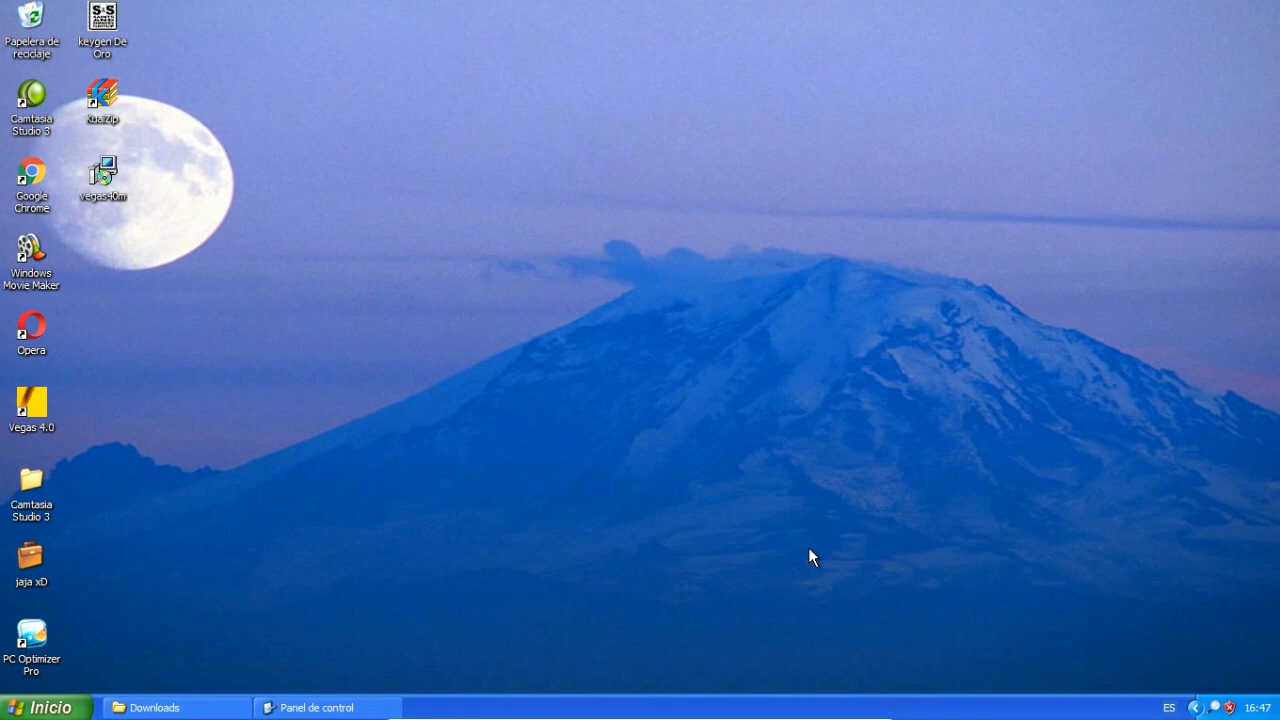 Papelera de
reciclaje
Camtasia
Studio 3
Google
Chrome
Windows
Movie Maker
Opera
Vegas 4.0
Camtasia
Studio 3
jaja xD
PC Optimizer
Pro
S&S
keygen De
Oro
KuaiZip
vegas40m
Inicio
Downloads
Panel de control
ES
16:47